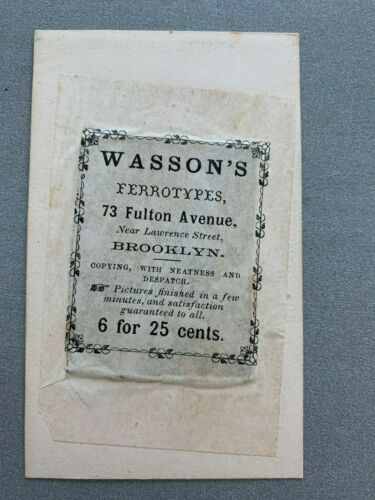 WASSON'S
FERROTYPES,
73 Fulton Avenue,
Near Lawrence Street,
BROOKLYN.
COPYING, WITH NEATNESS AND
DESPATCH.
☞ Pictures finished in a few
minutes, and satisfaction
guaranteed to all.
6 for 25 cents.